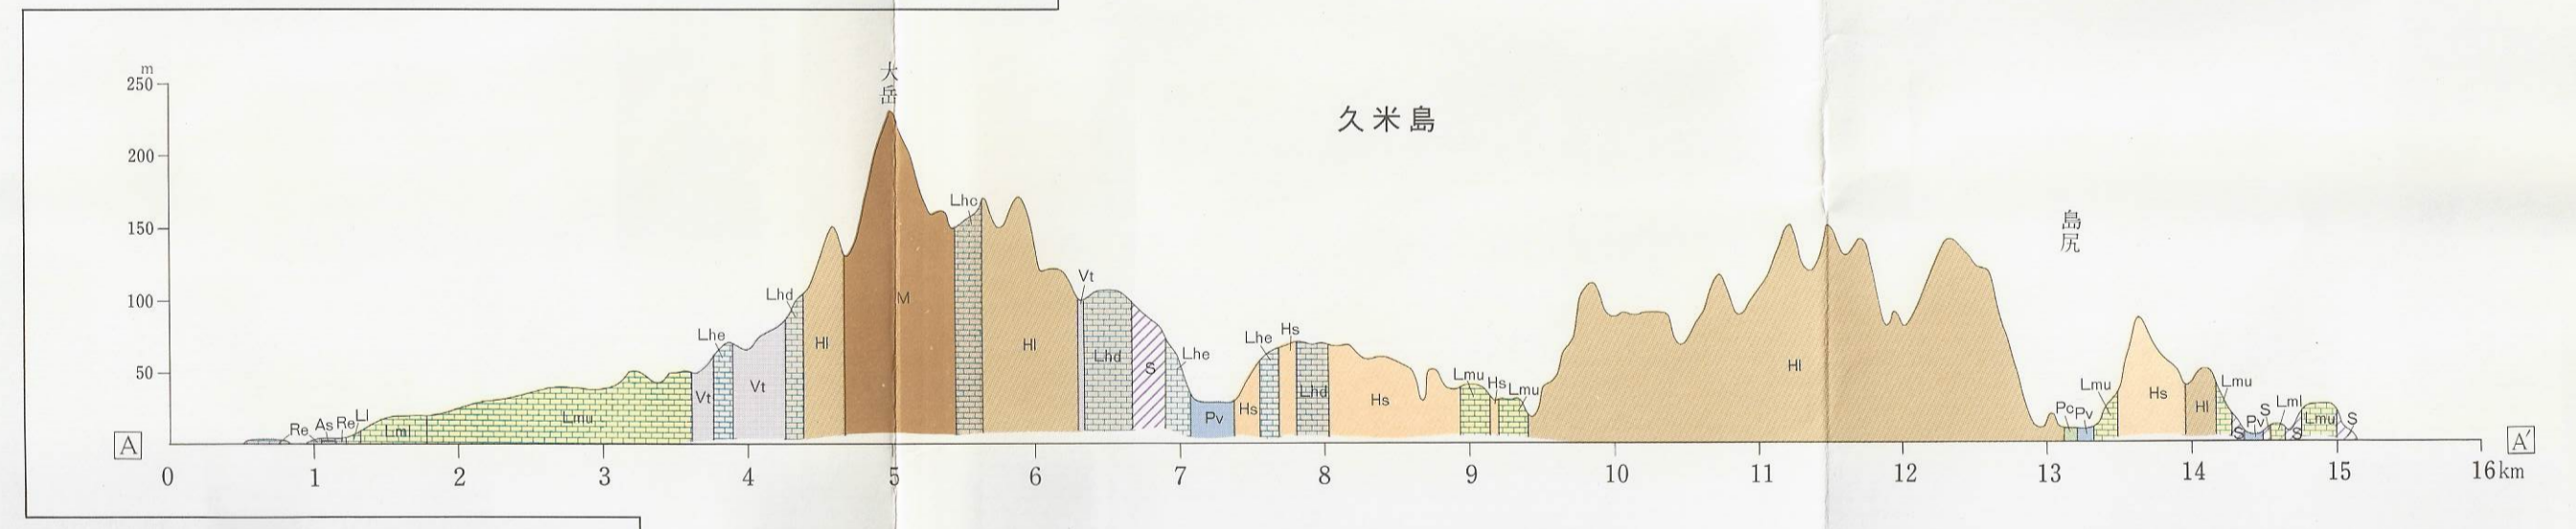 m
250
200
150
100
50
大岳
久米島
島尻
Re
As
Re
Ll
Lml
Lmu
Vt
Lhe
Vt
Lhd
Hl
M
Lhc
Hl
Vt
Lhd
S
Lhe
Pv
Hs
Lhe
Hs
Lhd
Hs
Lmu
Hs
Lmu
Hl
Pc
Pv
Lmu
Hs
Hl
Lmu
S
Pv
S
Lml
S
Lmu
S
A
A′
0 1 2 3 4 5 6 7 8 9 10 11 12 13 14 15 16km